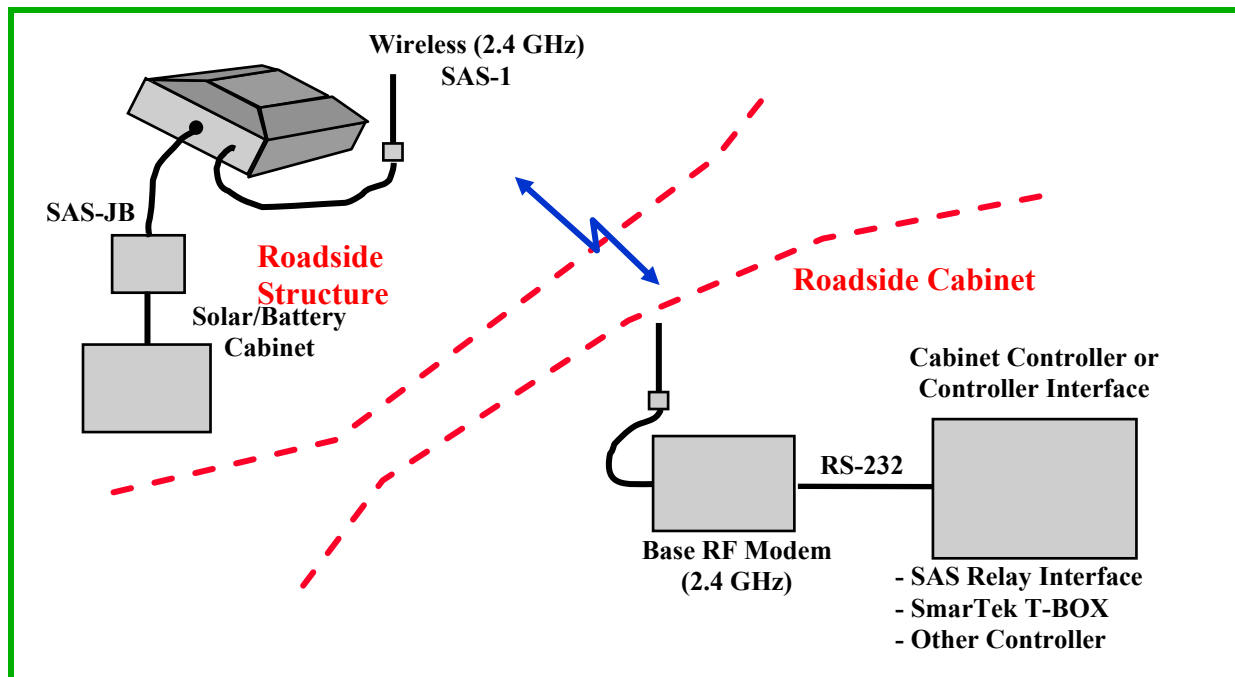 Wireless (2.4 GHz)
SAS-1
SAS-JB
Roadside
Structure
Solar/Battery
Cabinet
Roadside Cabinet
Cabinet Controller or
Controller Interface
RS-232
Base RF Modem
(2.4 GHz)
- SAS Relay Interface
- SmarTek T-BOX
- Other Controller